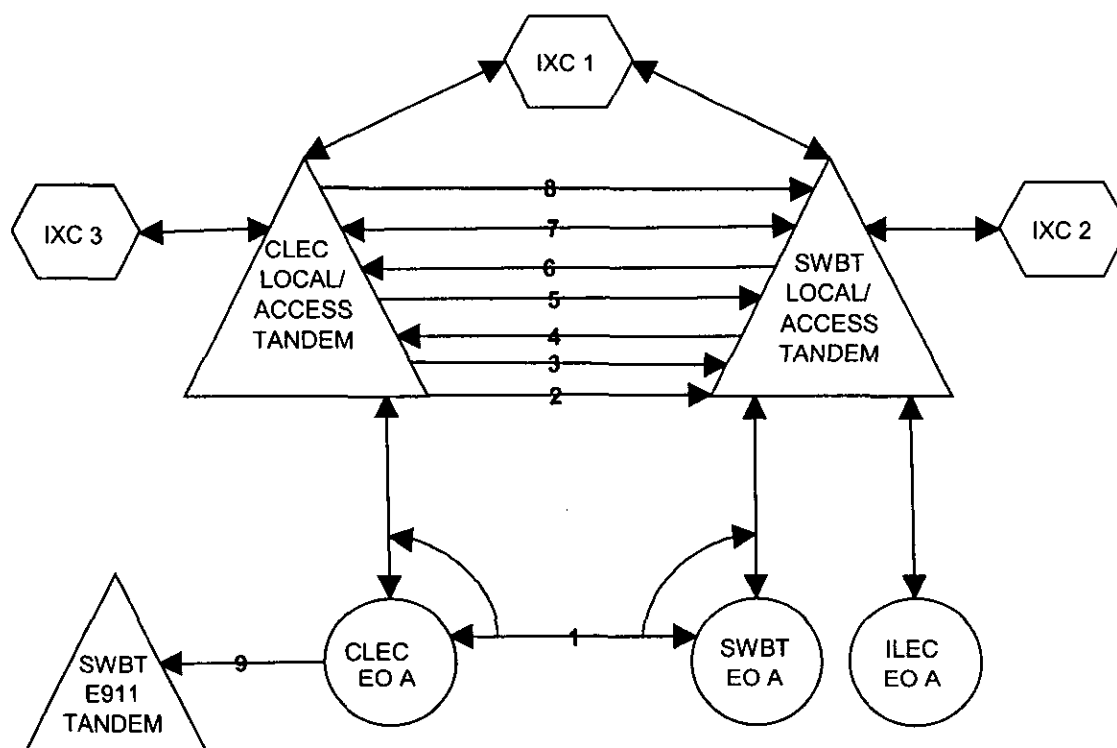 IXC 1
8
IXC 3
7
IXC 2
CLEC
LOCAL/
ACCESS
TANDEM
6
5
4
3
2
SWBT
LOCAL/
ACCESS
TANDEM
1
CLEC
EO A
SWBT
EO A
ILEC
EO A
9
SWBT
E911
TANDEM